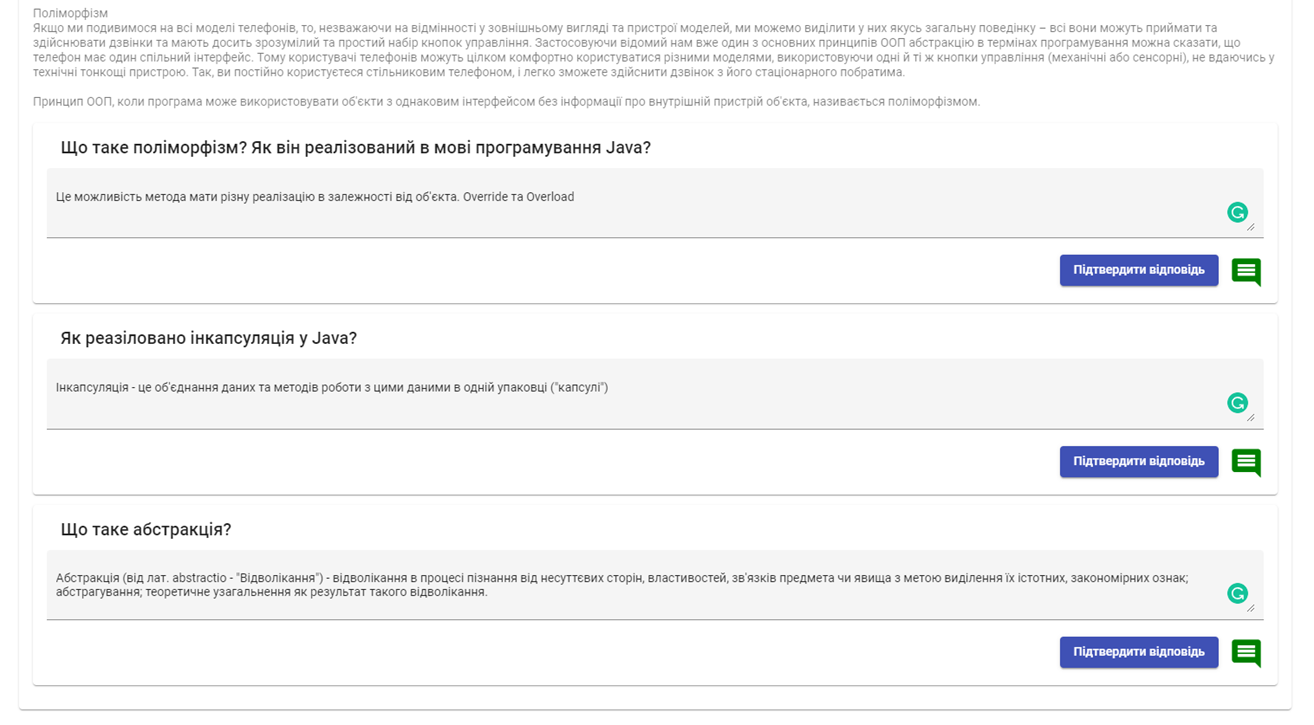 Поліморфізм
Якщо ми подивимося на всі моделі телефонів, то, незважаючи на відмінності у зовнішньому вигляді та пристрої моделей, ми можемо виділити у них якусь загальну поведінку – всі вони можуть приймати та
здійснювати дзвінки та мають досить зрозумілий та простий набір кнопок управління. Застосовуючи відомий нам вже один з основних принципів ООП абстракцію в термінах програмування можна сказати, що
телефон має один спільний інтерфейс. Тому користувачі телефонів можуть цілком комфортно користуватися різними моделями, використовуючи одні й ті ж кнопки управління (механічні або сенсорні), не вдаючись у
технічні тонкощі пристрою. Так, ви постійно користуєтеся стільниковим телефоном, і легко зможете здійснити дзвінок з його стаціонарного побратима.
Принцип ООП, коли програма може використовувати об'єкти з однаковим інтерфейсом без інформації про внутрішній пристрій об'єкта, називається поліморфізмом.
Що таке поліморфізм? Як він реалізований в мові програмування Java?
Це можливість метода мати різну реалізацію в залежності від об'єкта. Override та Overload
Підтвердити відповідь
Як реазіловано інкапсуляція у Java?
Інкапсуляція - це об'єднання даних та методів роботи з цими даними в одній упаковці ("капсулі")
Підтвердити відповідь
Що таке абстракція?
Абстракція (від лат. abstractio - "Відволікання") - відволікання в процесі пізнання від несуттєвих сторін, властивостей, зв'язків предмета чи явища з метою виділення їх істотних, закономірних ознак;
абстрагування; теоретичне узагальнення як результат такого відволікання.
Підтвердити відповідь